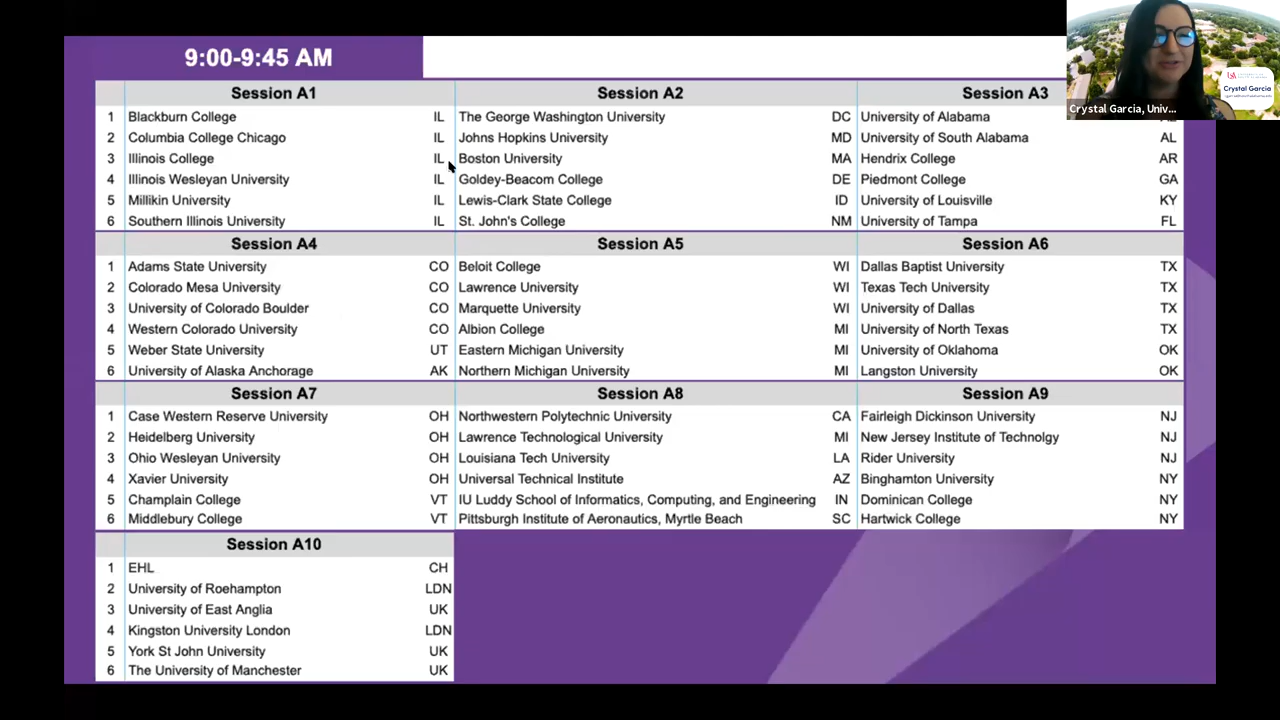 9:00-9:45 AM
Crystal Garcia
Crystal Garcia, Univ...
Session A1 Session A2 Session A3
1 Blackburn College IL The George Washington University DC University of Alabama
2 Columbia College Chicago IL Johns Hopkins University MD University of South Alabama AL
3 Illinois College IL Boston University MA Hendrix College AR
4 Illinois Wesleyan University IL Goldey-Beacom College DE Piedmont College GA
5 Millikin University IL Lewis-Clark State College ID University of Louisville KY
6 Southern Illinois University IL St. John's College NM University of Tampa FL
Session A4 Session A5 Session A6
1 Adams State University CO Beloit College WI Dallas Baptist University TX
2 Colorado Mesa University CO Lawrence University WI Texas Tech University TX
3 University of Colorado Boulder CO Marquette University WI University of Dallas TX
4 Western Colorado University CO Albion College MI University of North Texas TX
5 Weber State University UT Eastern Michigan University MI University of Oklahoma OK
6 University of Alaska Anchorage AK Northern Michigan University MI Langston University OK
Session A7 Session A8 Session A9
1 Case Western Reserve University OH Northwestern Polytechnic University CA Fairleigh Dickinson University NJ
2 Heidelberg University OH Lawrence Technological University MI New Jersey Institute of Technolgy NJ
3 Ohio Wesleyan University OH Louisiana Tech University LA Rider University NJ
4 Xavier University OH Universal Technical Institute AZ Binghamton University NY
5 Champlain College VT IU Luddy School of Informatics, Computing, and Engineering IN Dominican College NY
6 Middlebury College VT Pittsburgh Institute of Aeronautics, Myrtle Beach SC Hartwick College NY
Session A10
1 EHL CH
2 University of Roehampton LDN
3 University of East Anglia UK
4 Kingston University London LDN
5 York St John University UK
6 The University of Manchester UK